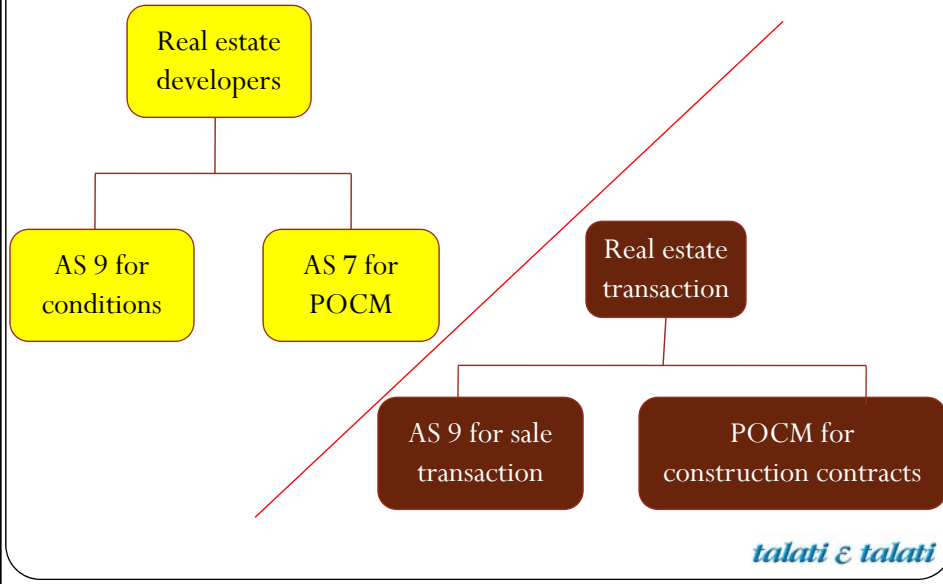 Real estate
developers
AS 9 for
conditions
AS 7 for
POCM
Real estate
transaction
AS 9 for sale
transaction
POCM for
construction contracts
talati & talati